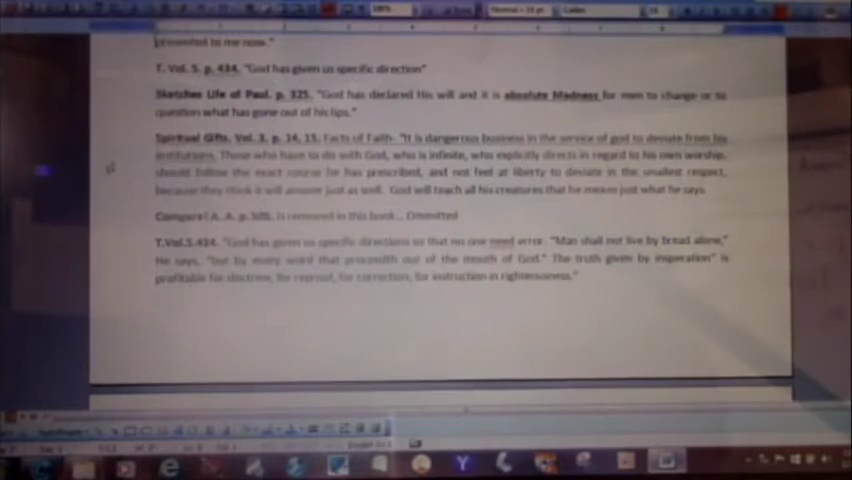 presented to me now."
T. Vol. 5. p. 434. "God has given us specific direction"
Sketches Life of Paul. p. 325. "God has declared His will and it is absolute Madness for men to change or to
question what has gone out of his lips."
Spiritual Gifts. Vol. 3. p. 14, 15. Facts of Faith- "It is dangerous business in the service of god to deviate from his
institutions. Those who have to do with God, who is infinite, who explicitly directs in regard to his own worship,
should follow the exact course he has prescribed, and not feel at liberty to deviate in the smallest respect,
because they think it will answer just as well. God will teach all his creatures that he means just what he says.
Compare! A. A. p. 505. is removed in this book... Ommitted
T.Vol.5.434. "God has given us specific directions so that no one need error. "Man shall not live by bread alone,"
He says, "but by every word that proceedth out of the mouth of God." The truth given by insperation" is
profitable for doctrine, for reproof, for correction, for instruction in righteousness."